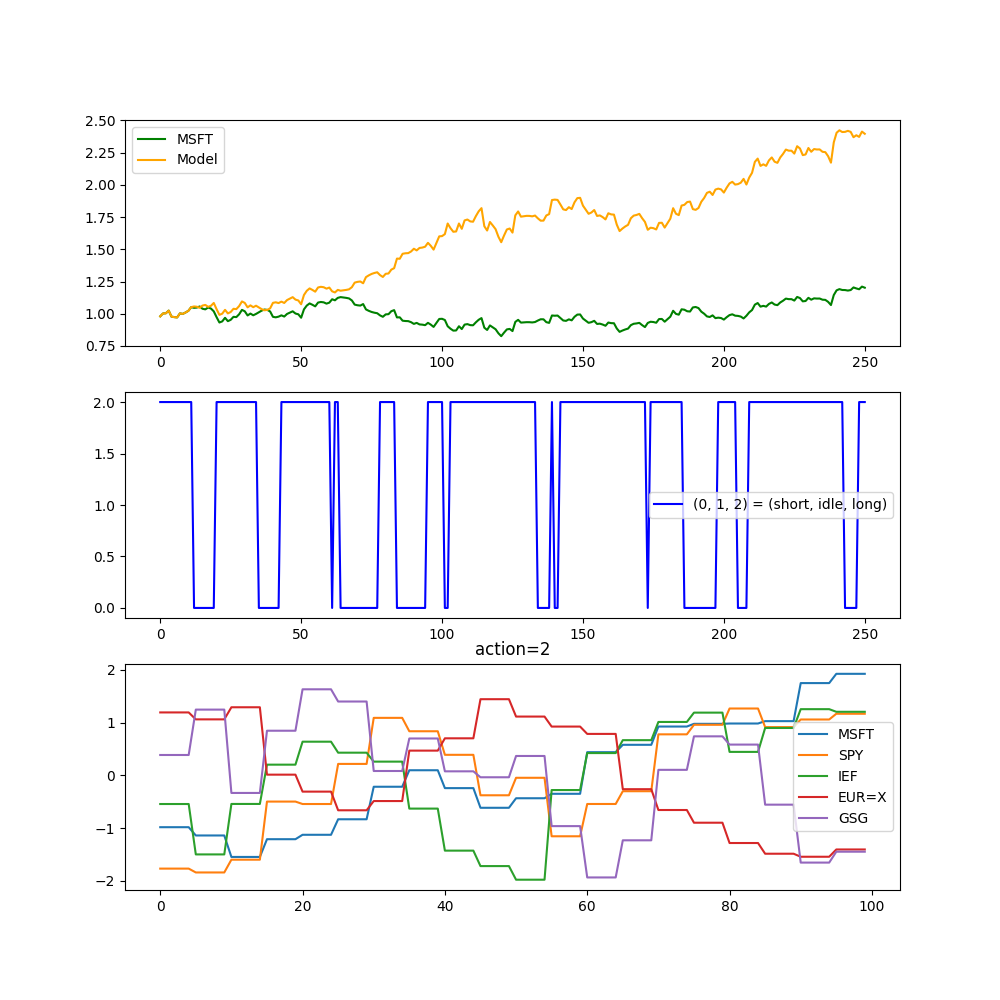 2.50
2.25
2.00
1.75
1.50
1.25
1.00
0.75
MSFT
Model
0 50 100 150 200 250
2.0
1.5
1.0
0.5
0.0
(0, 1, 2) = (short, idle, long)
0 50 100 150 200 250
action=2
2
1
0
−1
−2
MSFT
SPY
IEF
EUR=X
GSG
0 20 40 60 80 100